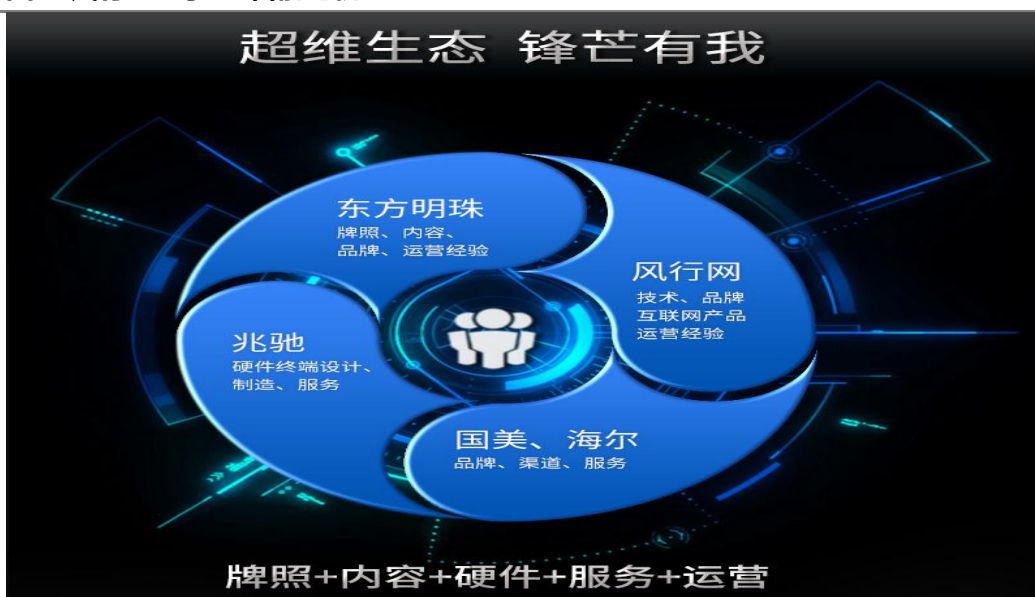 超维生态 锋芒有我
东方明珠
牌照、内容、
品牌、运营经验
风行网
技术、品牌
互联网产品
运营经验
兆驰
硬件终端设计、
制造、服务
国美、海尔
品牌、渠道、服务
牌照+内容+硬件+服务+运营